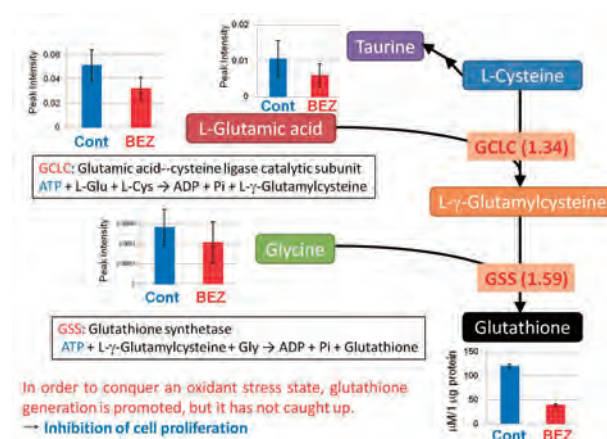 0.08
0.04
0.02
0
Peak Intensity
Cont
BEZ
0.02
0.01
0
Peak Intensity
Cont
BEZ
Taurine
L-Cysteine
L-Glutamic acid
GCLC (1.34)
GCLC: Glutamic acid--cysteine ligase catalytic subunit
ATP + L-Glu + L-Cys → ADP + Pi + L-γ-Glutamylcysteine
L-γ-Glutamylcysteine
Peak Intensity
0
Cont
BEZ
Glycine
GSS (1.59)
GSS: Glutathione synthetase
ATP + L-γ-Glutamylcysteine + Gly → ADP + Pi + Glutathione
Glutathione
In order to conquer an oxidant stress state, glutathione
generation is promoted, but it has not caught up.
→ Inhibition of cell proliferation
150
100
50
0
μM/1 μg protein
Cont
BEZ